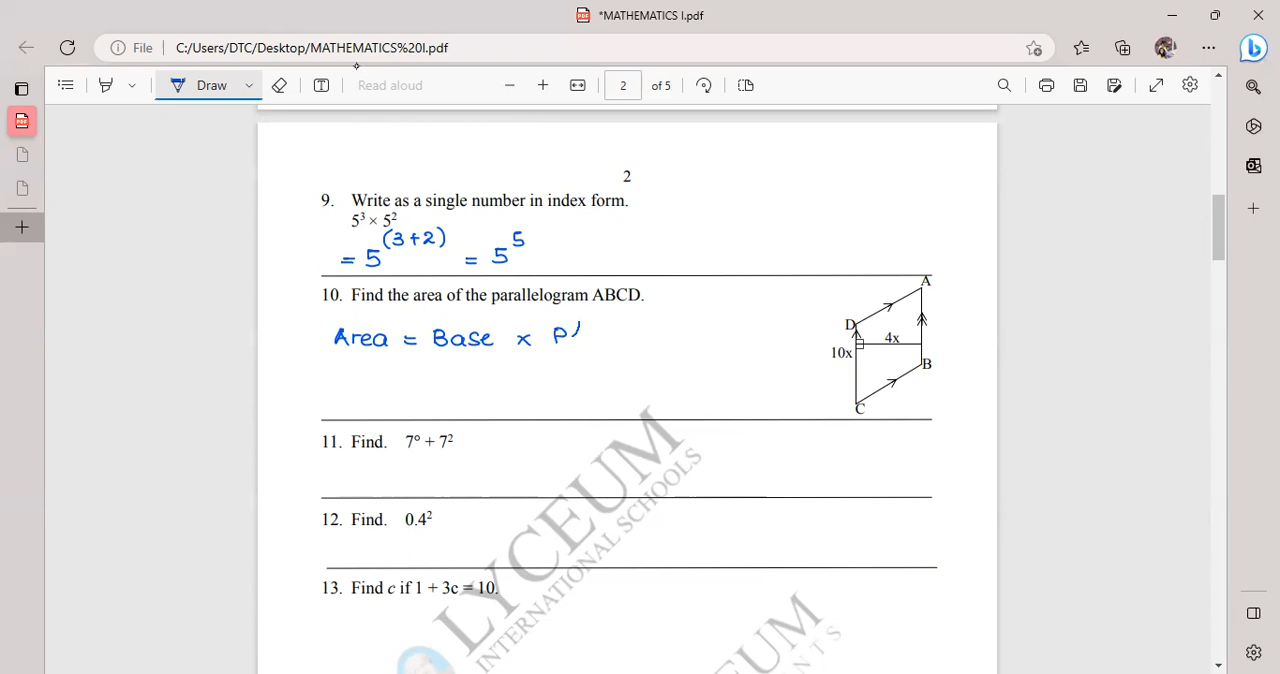 *MATHEMATICS I.pdf
File C:/Users/DTC/Desktop/MATHEMATICS%20I.pdf
Draw Read aloud 2 of 5
2
9. Write as a single number in index form.
5³ × 5²
= 5^(3+2) = 5^5
10. Find the area of the parallelogram ABCD.
A
D
4x
10x
B
C
Area = Base × P
11. Find. 7° + 7²
12. Find. 0.4²
13. Find c if 1 + 3c = 10.
LYCEUM
INTERNATIONAL SCHOOLS